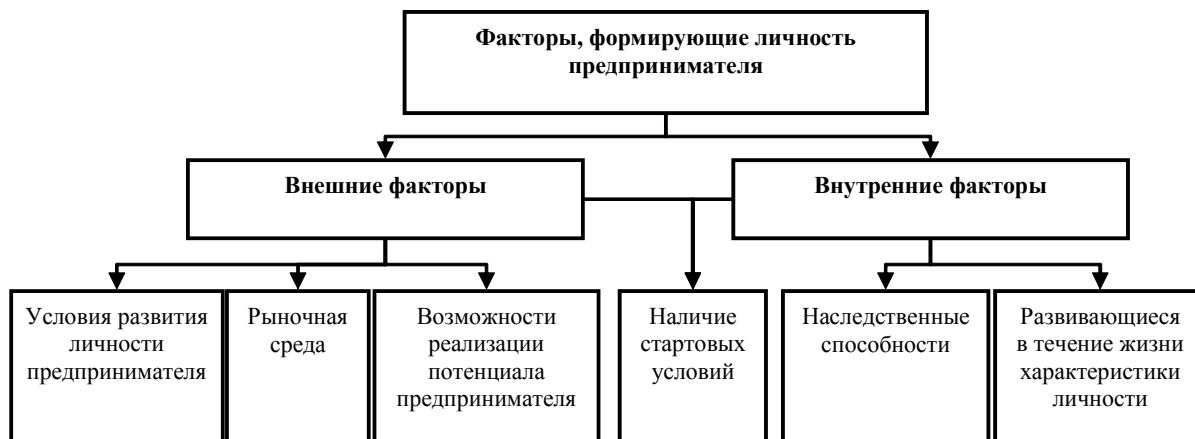 Факторы, формирующие личность
предпринимателя
Внешние факторы
Внутренние факторы
Условия развития
личности
предпринимателя
Рыночная
среда
Возможности
реализации
потенциала
предпринимателя
Наличие
стартовых
условий
Наследственные
способности
Развивающиеся
в течение жизни
характеристики
личности